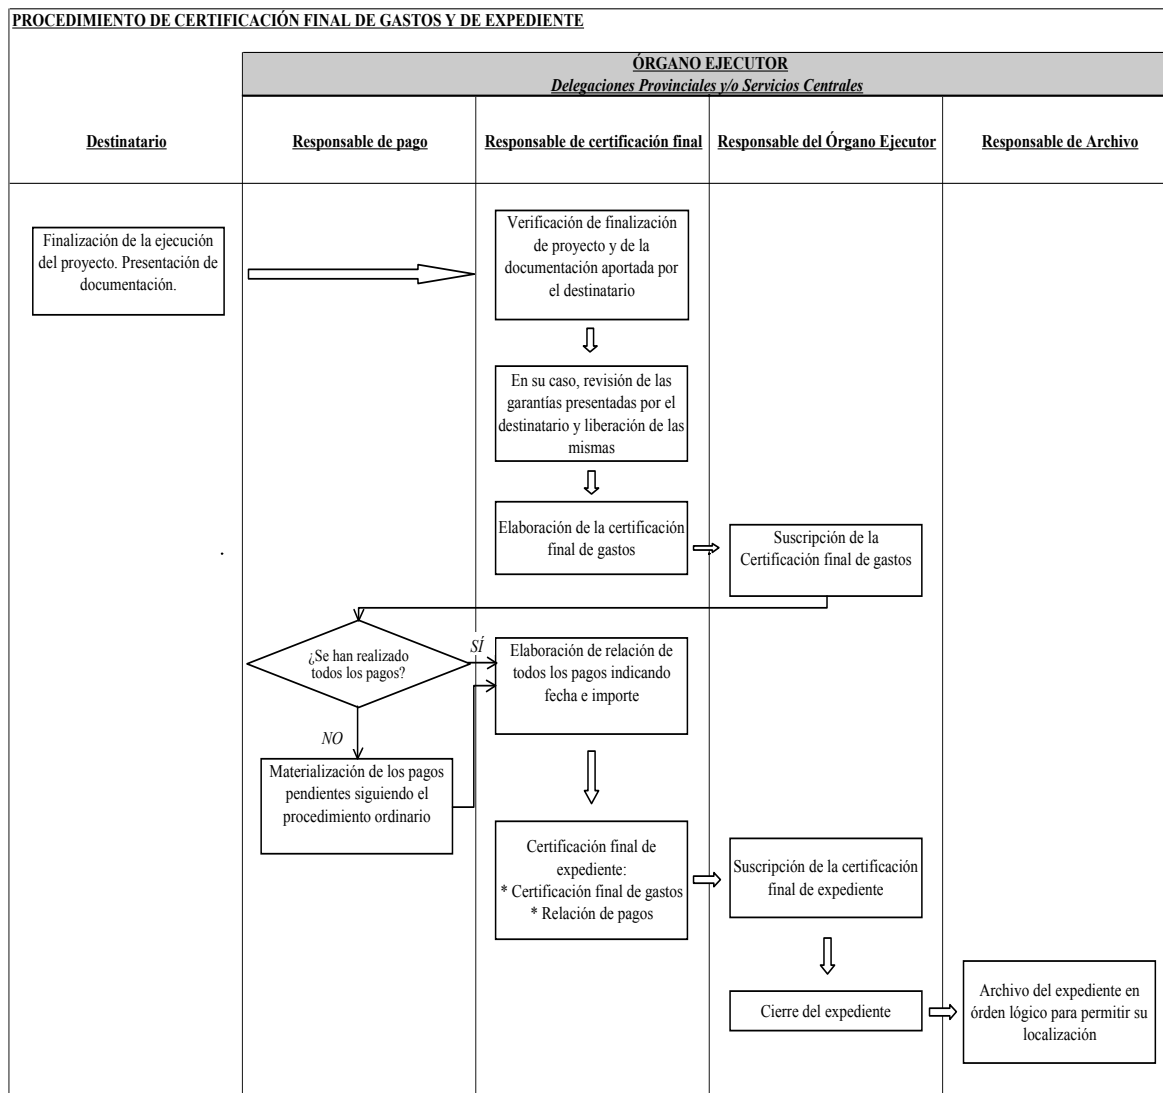 PROCEDIMIENTO DE CERTIFICACIÓN FINAL DE GASTOS Y DE EXPEDIENTE
ÓRGANO EJECUTOR
Delegaciones Provinciales y/o Servicios Centrales
Destinatario
Responsable de pago
Responsable de certificación final
Responsable del Órgano Ejecutor
Responsable de Archivo
Finalización de la ejecución
del proyecto. Presentación de
documentación.
Verificación de finalización
de proyecto y de la
documentación aportada por
el destinatario
En su caso, revisión de las
garantías presentadas por el
destinatario y liberación de las
mismas
Elaboración de la certificación
final de gastos
Suscripción de la
Certificación final de gastos
.
¿Se han realizado
todos los pagos?
SÍ
Elaboración de relación de
todos los pagos indicando
fecha e importe
NO
Materialización de los pagos
pendientes siguiendo el
procedimiento ordinario
Certificación final de
expediente:
* Certificación final de gastos
* Relación de pagos
Suscripción de la certificación
final de expediente
Cierre del expediente
Archivo del expediente en
órden lógico para permitir su
localización